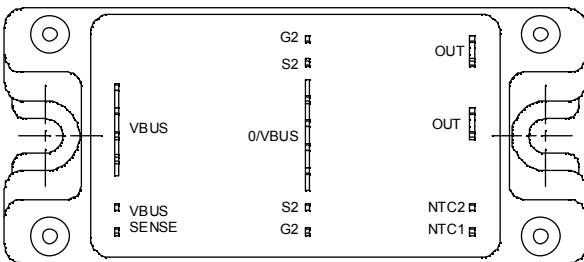 G2
S2
OUT
VBUS
0/VBUS
OUT
VBUS
SENSE
S2
G2
NTC2
NTC1